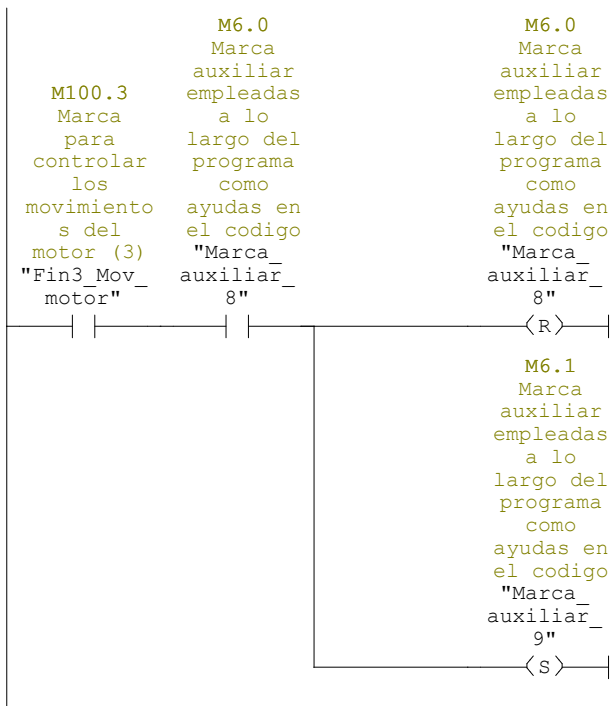 M100.3
Marca
para
controlar
los
movimiento
s del
motor (3)
"Fin3_Mov_
motor"
M6.0
Marca
auxiliar
empleadas
a lo
largo del
programa
como
ayudas en
el codigo
"Marca_
auxiliar_
8"
M6.0
Marca
auxiliar
empleadas
a lo
largo del
programa
como
ayudas en
el codigo
"Marca_
auxiliar_
8"
R
M6.1
Marca
auxiliar
empleadas
a lo
largo del
programa
como
ayudas en
el codigo
"Marca_
auxiliar_
9"
S